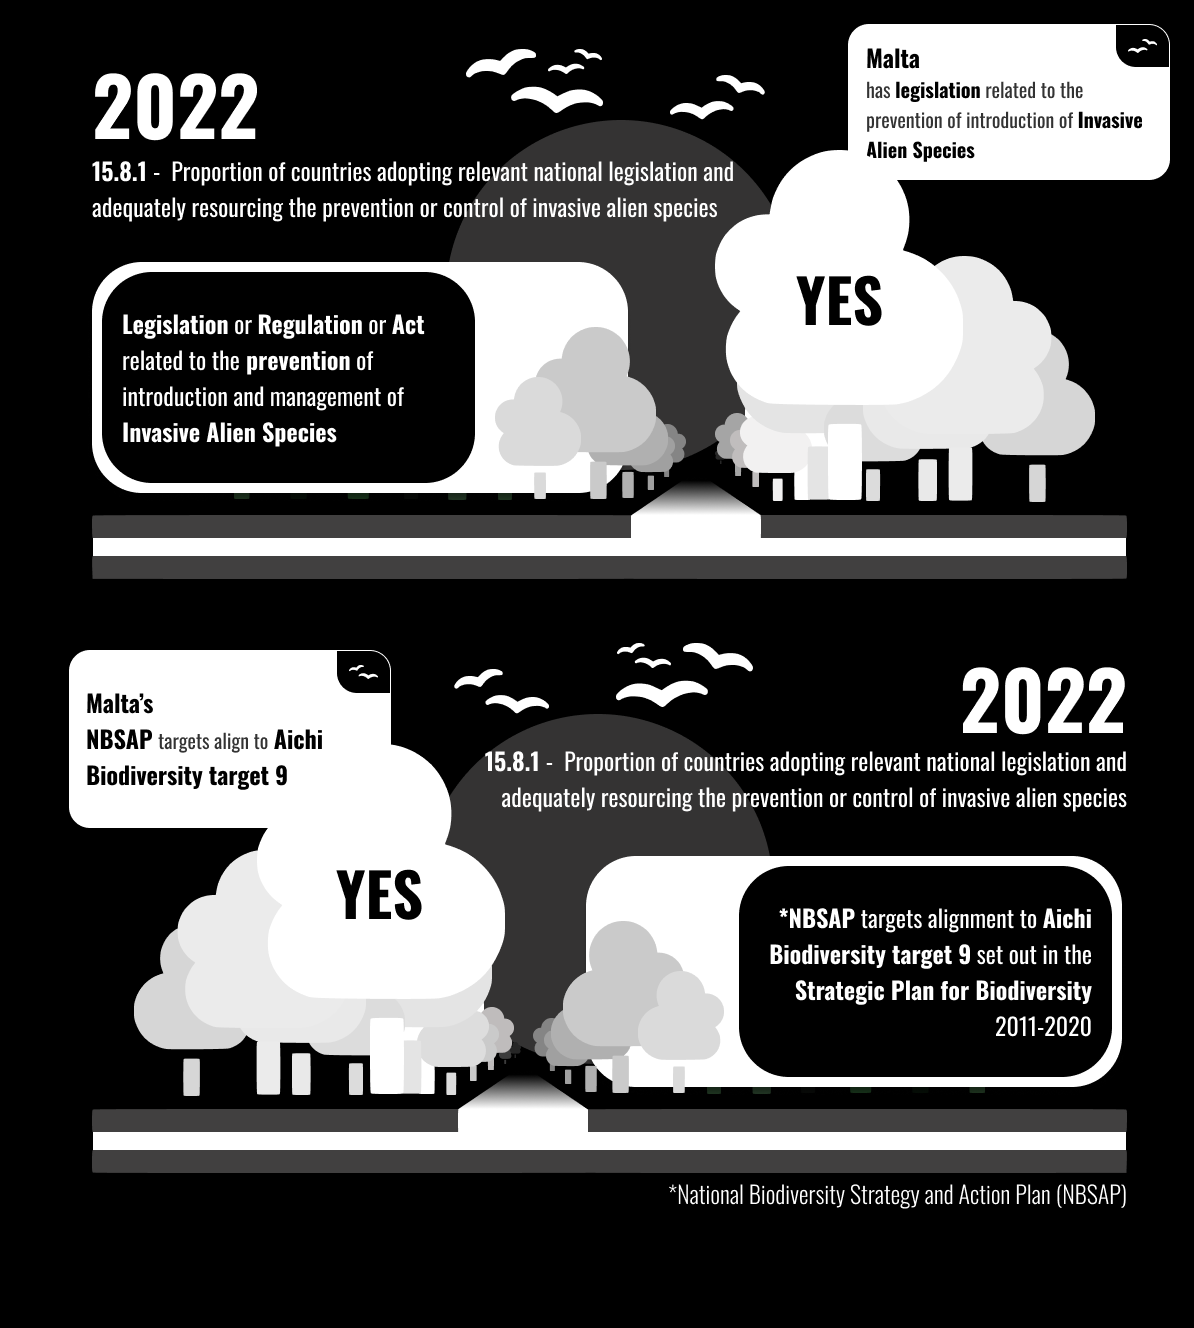 2022
15.8.1 - Proportion of countries adopting relevant national legislation and
adequately resourcing the prevention or control of invasive alien species
Malta
has legislation related to the
prevention of introduction of Invasive
Alien Species
YES
Legislation or Regulation or Act
related to the prevention of
introduction and management of
Invasive Alien Species
Malta’s
NBSAP targets align to Aichi
Biodiversity target 9
YES
2022
15.8.1 - Proportion of countries adopting relevant national legislation and
adequately resourcing the prevention or control of invasive alien species
*NBSAP targets alignment to Aichi
Biodiversity target 9 set out in the
Strategic Plan for Biodiversity
2011-2020
*National Biodiversity Strategy and Action Plan (NBSAP)